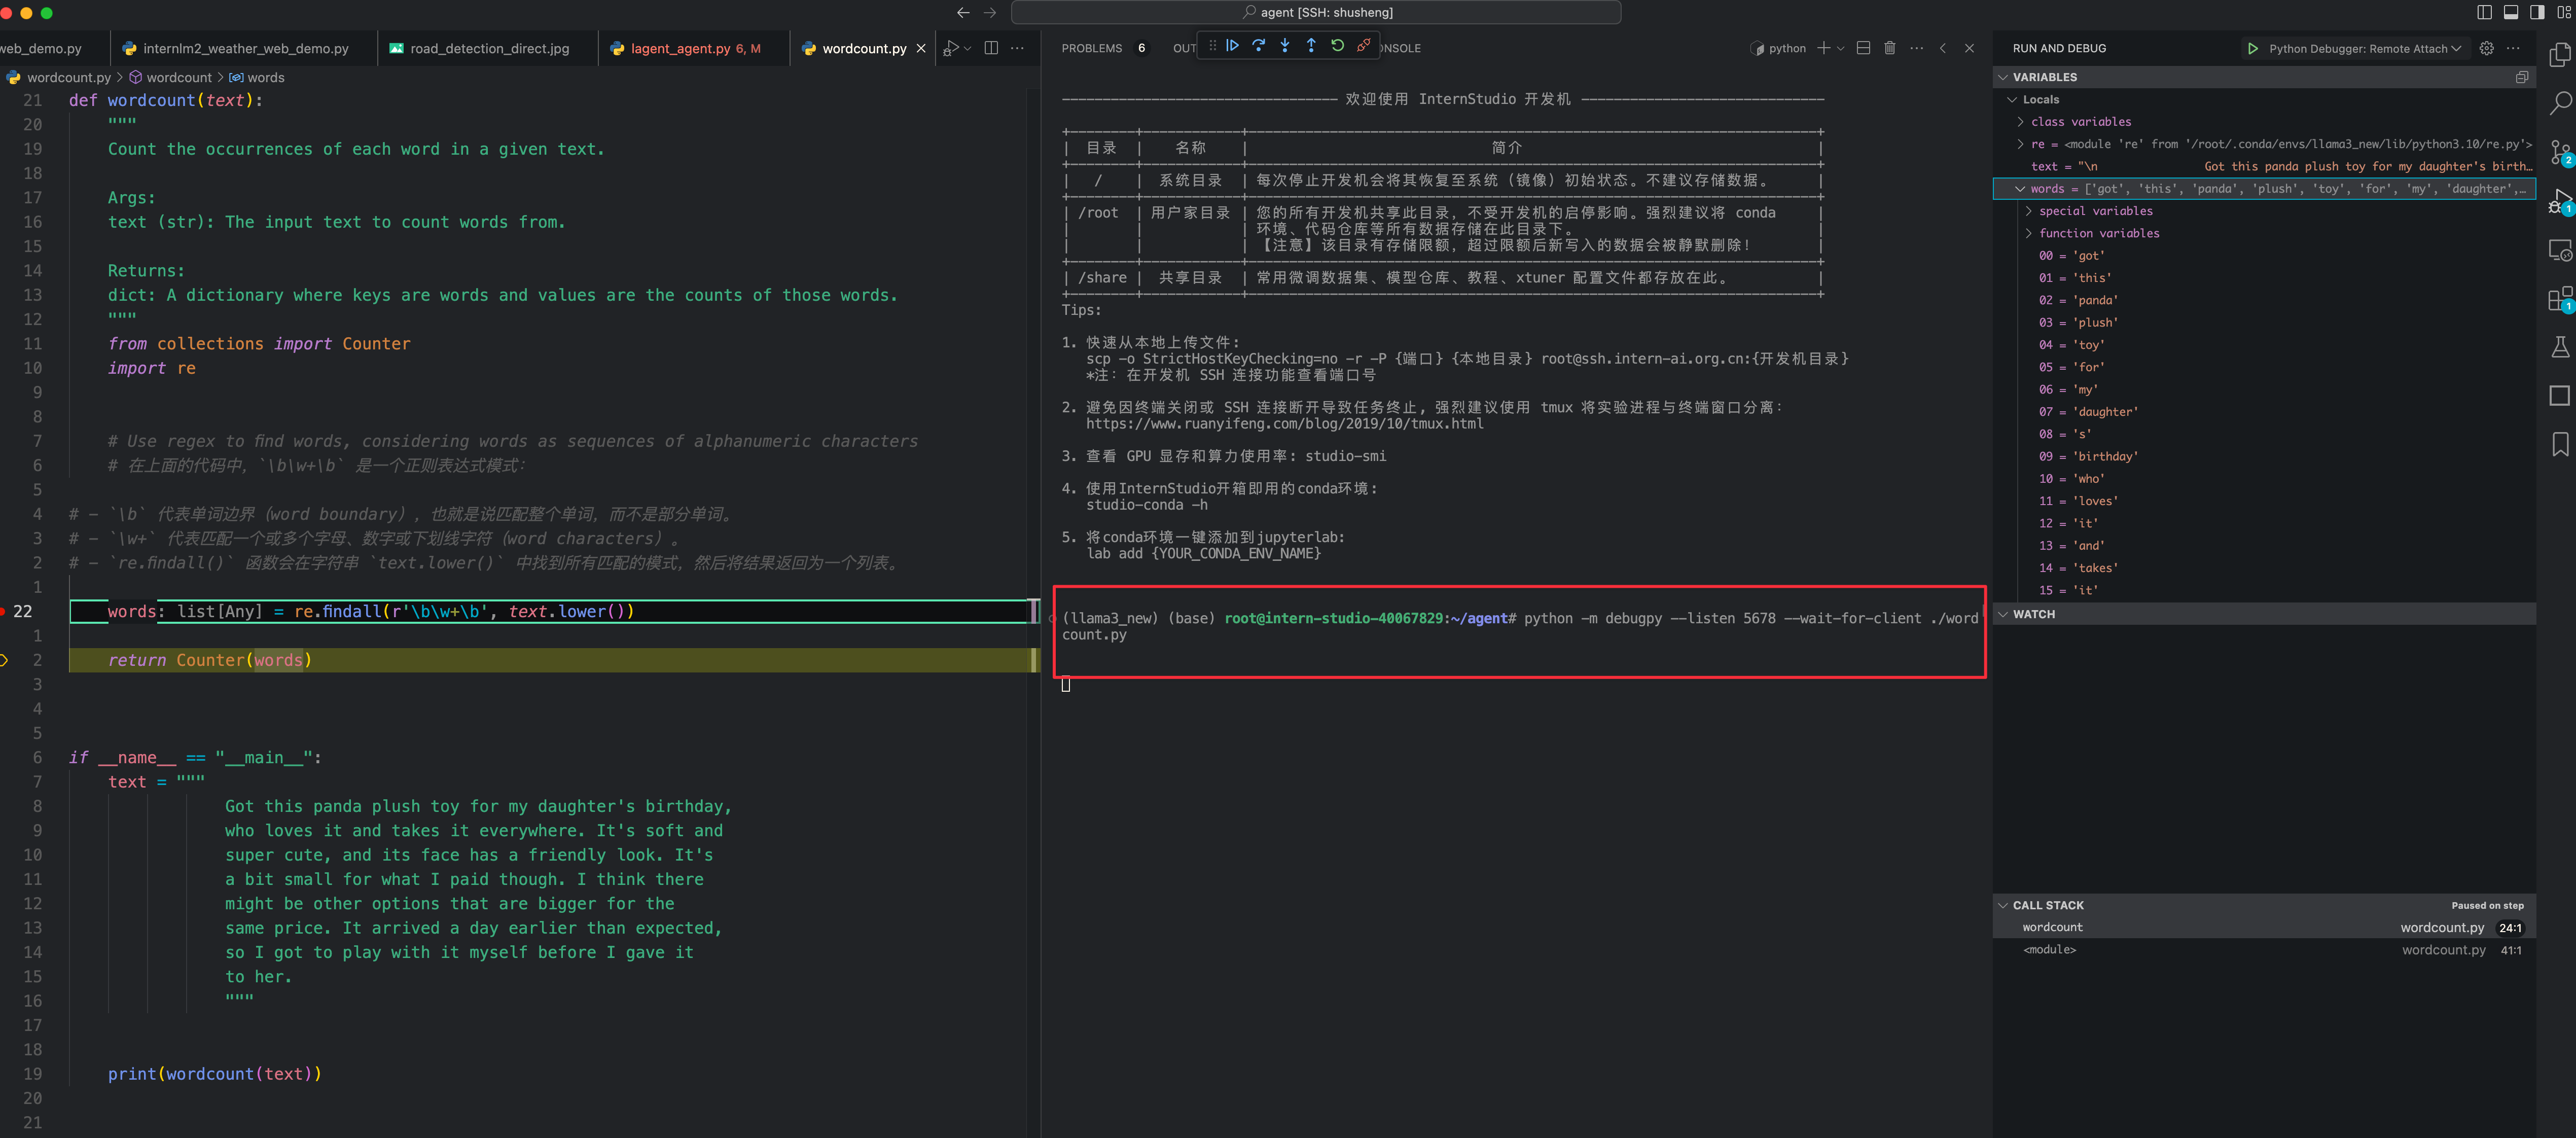 agent [SSH: shusheng]
web_demo.py
internlm2_weather_web_demo.py
road_detection_direct.jpg
lagent_agent.py 6, M
wordcount.py
wordcount.py > wordcount > words
21 def wordcount(text):
20 """
19 Count the occurrences of each word in a given text.
18
17 Args:
16 text (str): The input text to count words from.
15
14 Returns:
13 dict: A dictionary where keys are words and values are the counts of those words.
12 """
11 from collections import Counter
10 import re
9
8
7 # Use regex to find words, considering words as sequences of alphanumeric characters
6 # 在上面的代码中，`\b\w+\b` 是一个正则表达式模式：
5
4 # - `\b` 代表单词边界（word boundary），也就是说匹配整个单词，而不是部分单词。
3 # - `\w+` 代表匹配一个或多个字母、数字或下划线字符（word characters）。
2 # - `re.findall()` 函数会在字符串 `text.lower()` 中找到所有匹配的模式，然后将结果返回为一个列表。
1
22 words: list[Any] = re.findall(r'\b\w+\b', text.lower())
1
2 return Counter(words)
3
4
5
6 if __name__ == "__main__":
7 text = """
8 Got this panda plush toy for my daughter's birthday,
9 who loves it and takes it everywhere. It's soft and
10 super cute, and its face has a friendly look. It's
11 a bit small for what I paid though. I think there
12 might be other options that are bigger for the
13 same price. It arrived a day earlier than expected,
14 so I got to play with it myself before I gave it
15 to her.
16 """
17
18
19 print(wordcount(text))
20
21
PROBLEMS 6 OUT ONSOLE
python
欢迎使用 InternStudio 开发机
| 目录 | 名称 | 简介 |
| / | 系统目录 | 每次停止开发机会将其恢复至系统（镜像）初始状态。不建议存储数据。 |
| /root | 用户家目录 | 您的所有开发机共享此目录，不受开发机的启停影响。强烈建议将 conda |
| | | 环境、代码仓库等所有数据存储在此目录下。 |
| | | 【注意】该目录有存储限额，超过限额后新写入的数据会被静默删除！ |
| /share | 共享目录 | 常用微调数据集、模型仓库、教程、xtuner 配置文件都存放在此。 |
Tips:
1. 快速从本地上传文件：
scp -o StrictHostKeyChecking=no -r -P {端口} {本地目录} root@ssh.intern-ai.org.cn:{开发机目录}
*注：在开发机 SSH 连接功能查看端口号
2. 避免因终端关闭或 SSH 连接断开导致任务终止，强烈建议使用 tmux 将实验进程与终端窗口分离：
https://www.ruanyifeng.com/blog/2019/10/tmux.html
3. 查看 GPU 显存和算力使用率：studio-smi
4. 使用InternStudio开箱即用的conda环境：
studio-conda -h
5. 将conda环境一键添加到jupyterlab:
lab add {YOUR_CONDA_ENV_NAME}
(llama3_new) (base) root@intern-studio-40067829:~/agent# python -m debugpy --listen 5678 --wait-for-client ./word
count.py
RUN AND DEBUG
Python Debugger: Remote Attach
VARIABLES
Locals
class variables
re = <module 're' from '/root/.conda/envs/llama3_new/lib/python3.10/re.py'>
text = "\n Got this panda plush toy for my daughter's birth…
words = ['got', 'this', 'panda', 'plush', 'toy', 'for', 'my', 'daughter',…
special variables
function variables
00 = 'got'
01 = 'this'
02 = 'panda'
03 = 'plush'
04 = 'toy'
05 = 'for'
06 = 'my'
07 = 'daughter'
08 = 's'
09 = 'birthday'
10 = 'who'
11 = 'loves'
12 = 'it'
13 = 'and'
14 = 'takes'
15 = 'it'
WATCH
CALL STACK Paused on step
wordcount wordcount.py 24:1
<module> wordcount.py 41:1
2
1
1